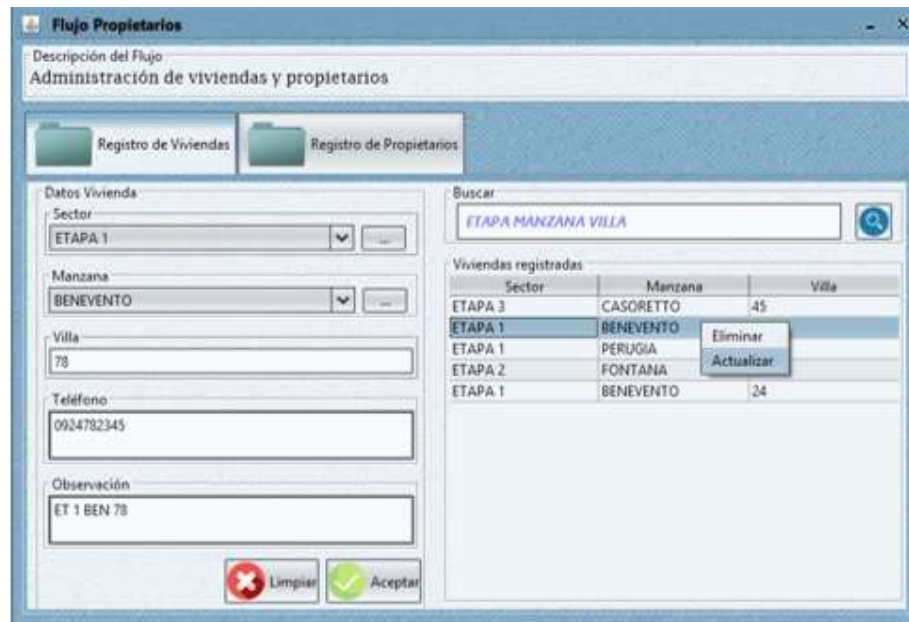 Flujo Propietarios
Descripción del Flujo
Administración de viviendas y propietarios
Registro de Viviendas
Registro de Propietarios
Datos Vivienda
Sector
ETAPA 1
...
Manzana
BENEVENTO
...
Villa
78
Teléfono
0924782345
Observación
ET 1 BEN 78
Limpiar
Aceptar
Buscar
ETAPA MANZANA VILLA
Viviendas registradas
Sector Manzana Villa
ETAPA 3 CASORETTO 45
ETAPA 1 BENEVENTO
ETAPA 1 PERUGIA
ETAPA 2 FONTANA
ETAPA 1 BENEVENTO 24
Eliminar
Actualizar